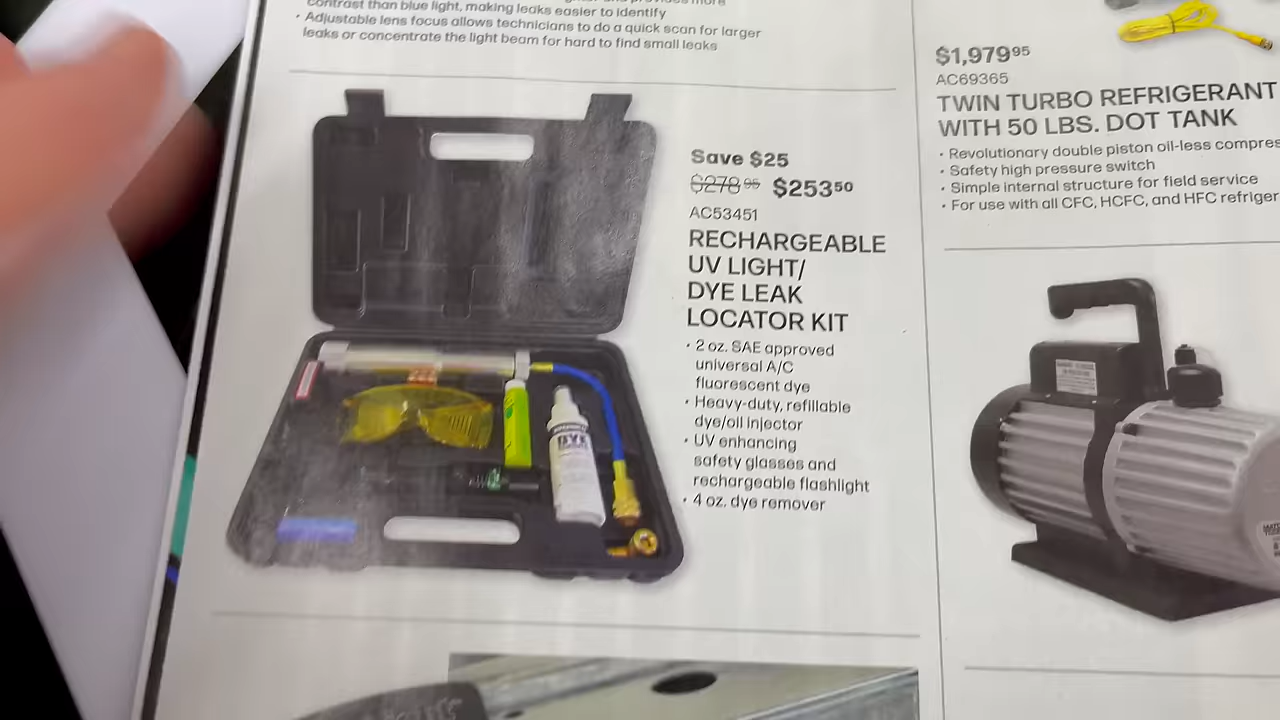 contrast than blue light, making leaks easier to identify
• Adjustable lens focus allows technicians to do a quick scan for larger
leaks or concentrate the light beam for hard to find small leaks
Save $25
$278 95 $253 50
AC53451
RECHARGEABLE
UV LIGHT/
DYE LEAK
LOCATOR KIT
• 2 oz. SAE approved
universal A/C
fluorescent dye
• Heavy-duty, refillable
dye/oil injector
• UV enhancing
safety glasses and
rechargeable flashlight
• 4 oz. dye remover
DYE
$1,979 95
AC69365
TWIN TURBO REFRIGERANT
WITH 50 LBS. DOT TANK
• Revolutionary double piston oil-less compres
• Safety high pressure switch
• Simple internal structure for field service
• For use with all CFC, HCFC, and HFC refriger